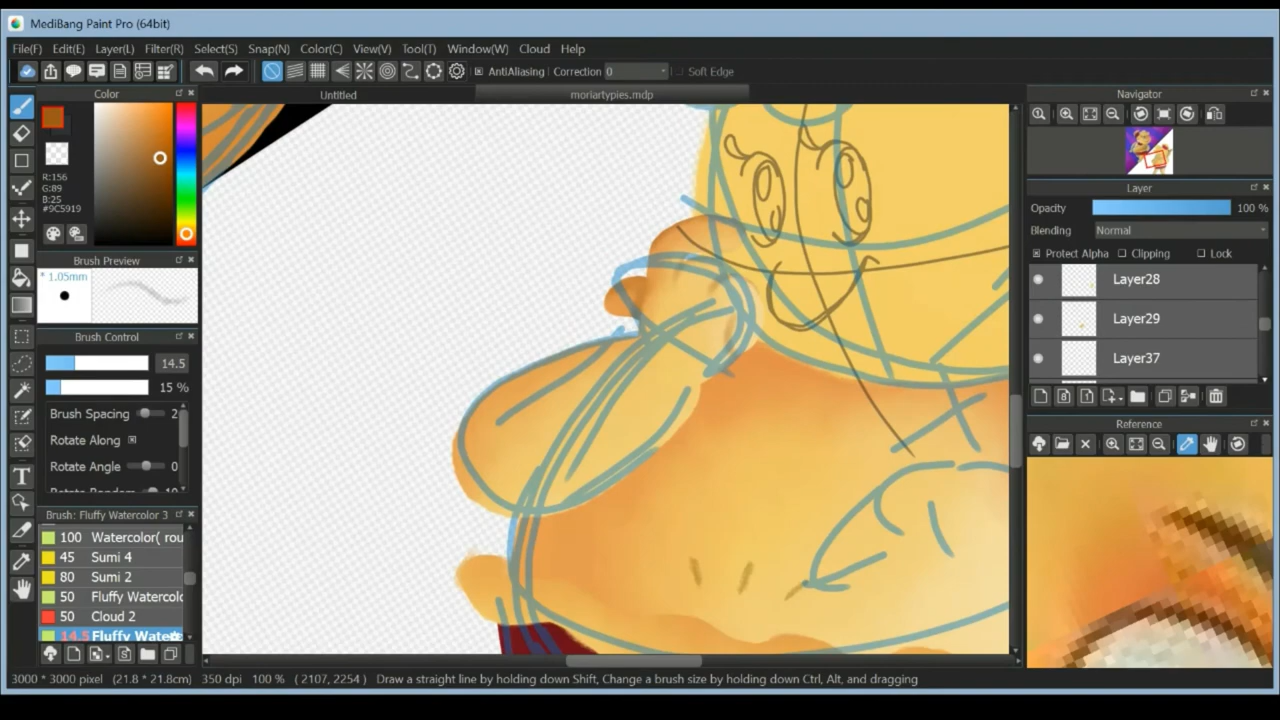 MediBang Paint Pro (64bit)
File(F) Edit(E) Layer(L) Filter(R) Select(S) Snap(N) Color(C) View(V) Tool(T) Window(W) Cloud Help
AntiAliasing Correction 0 Soft Edge
Color
Untitled
moriartypies.mdp
Navigator
R:156
G:89
B:25
#9C5919
Layer
Opacity 100 %
Blending Normal
Protect Alpha Clipping Lock
Brush Preview
* 1.05mm
Layer28
Layer29
Layer37
Brush Control
14.5
15 %
Brush Spacing 2
Rotate Along
Rotate Angle 0
Reference
Brush: Fluffy Watercolor 3
100 Watercolor( rou
45 Sumi 4
80 Sumi 2
50 Fluffy Watercolo
50 Cloud 2
14.5 Fluffy Wate
3000 * 3000 pixel (21.8 * 21.8cm) 350 dpi 100 % ( 2107, 2254 ) Draw a straight line by holding down Shift, Change a brush size by holding down Ctrl, Alt, and dragging